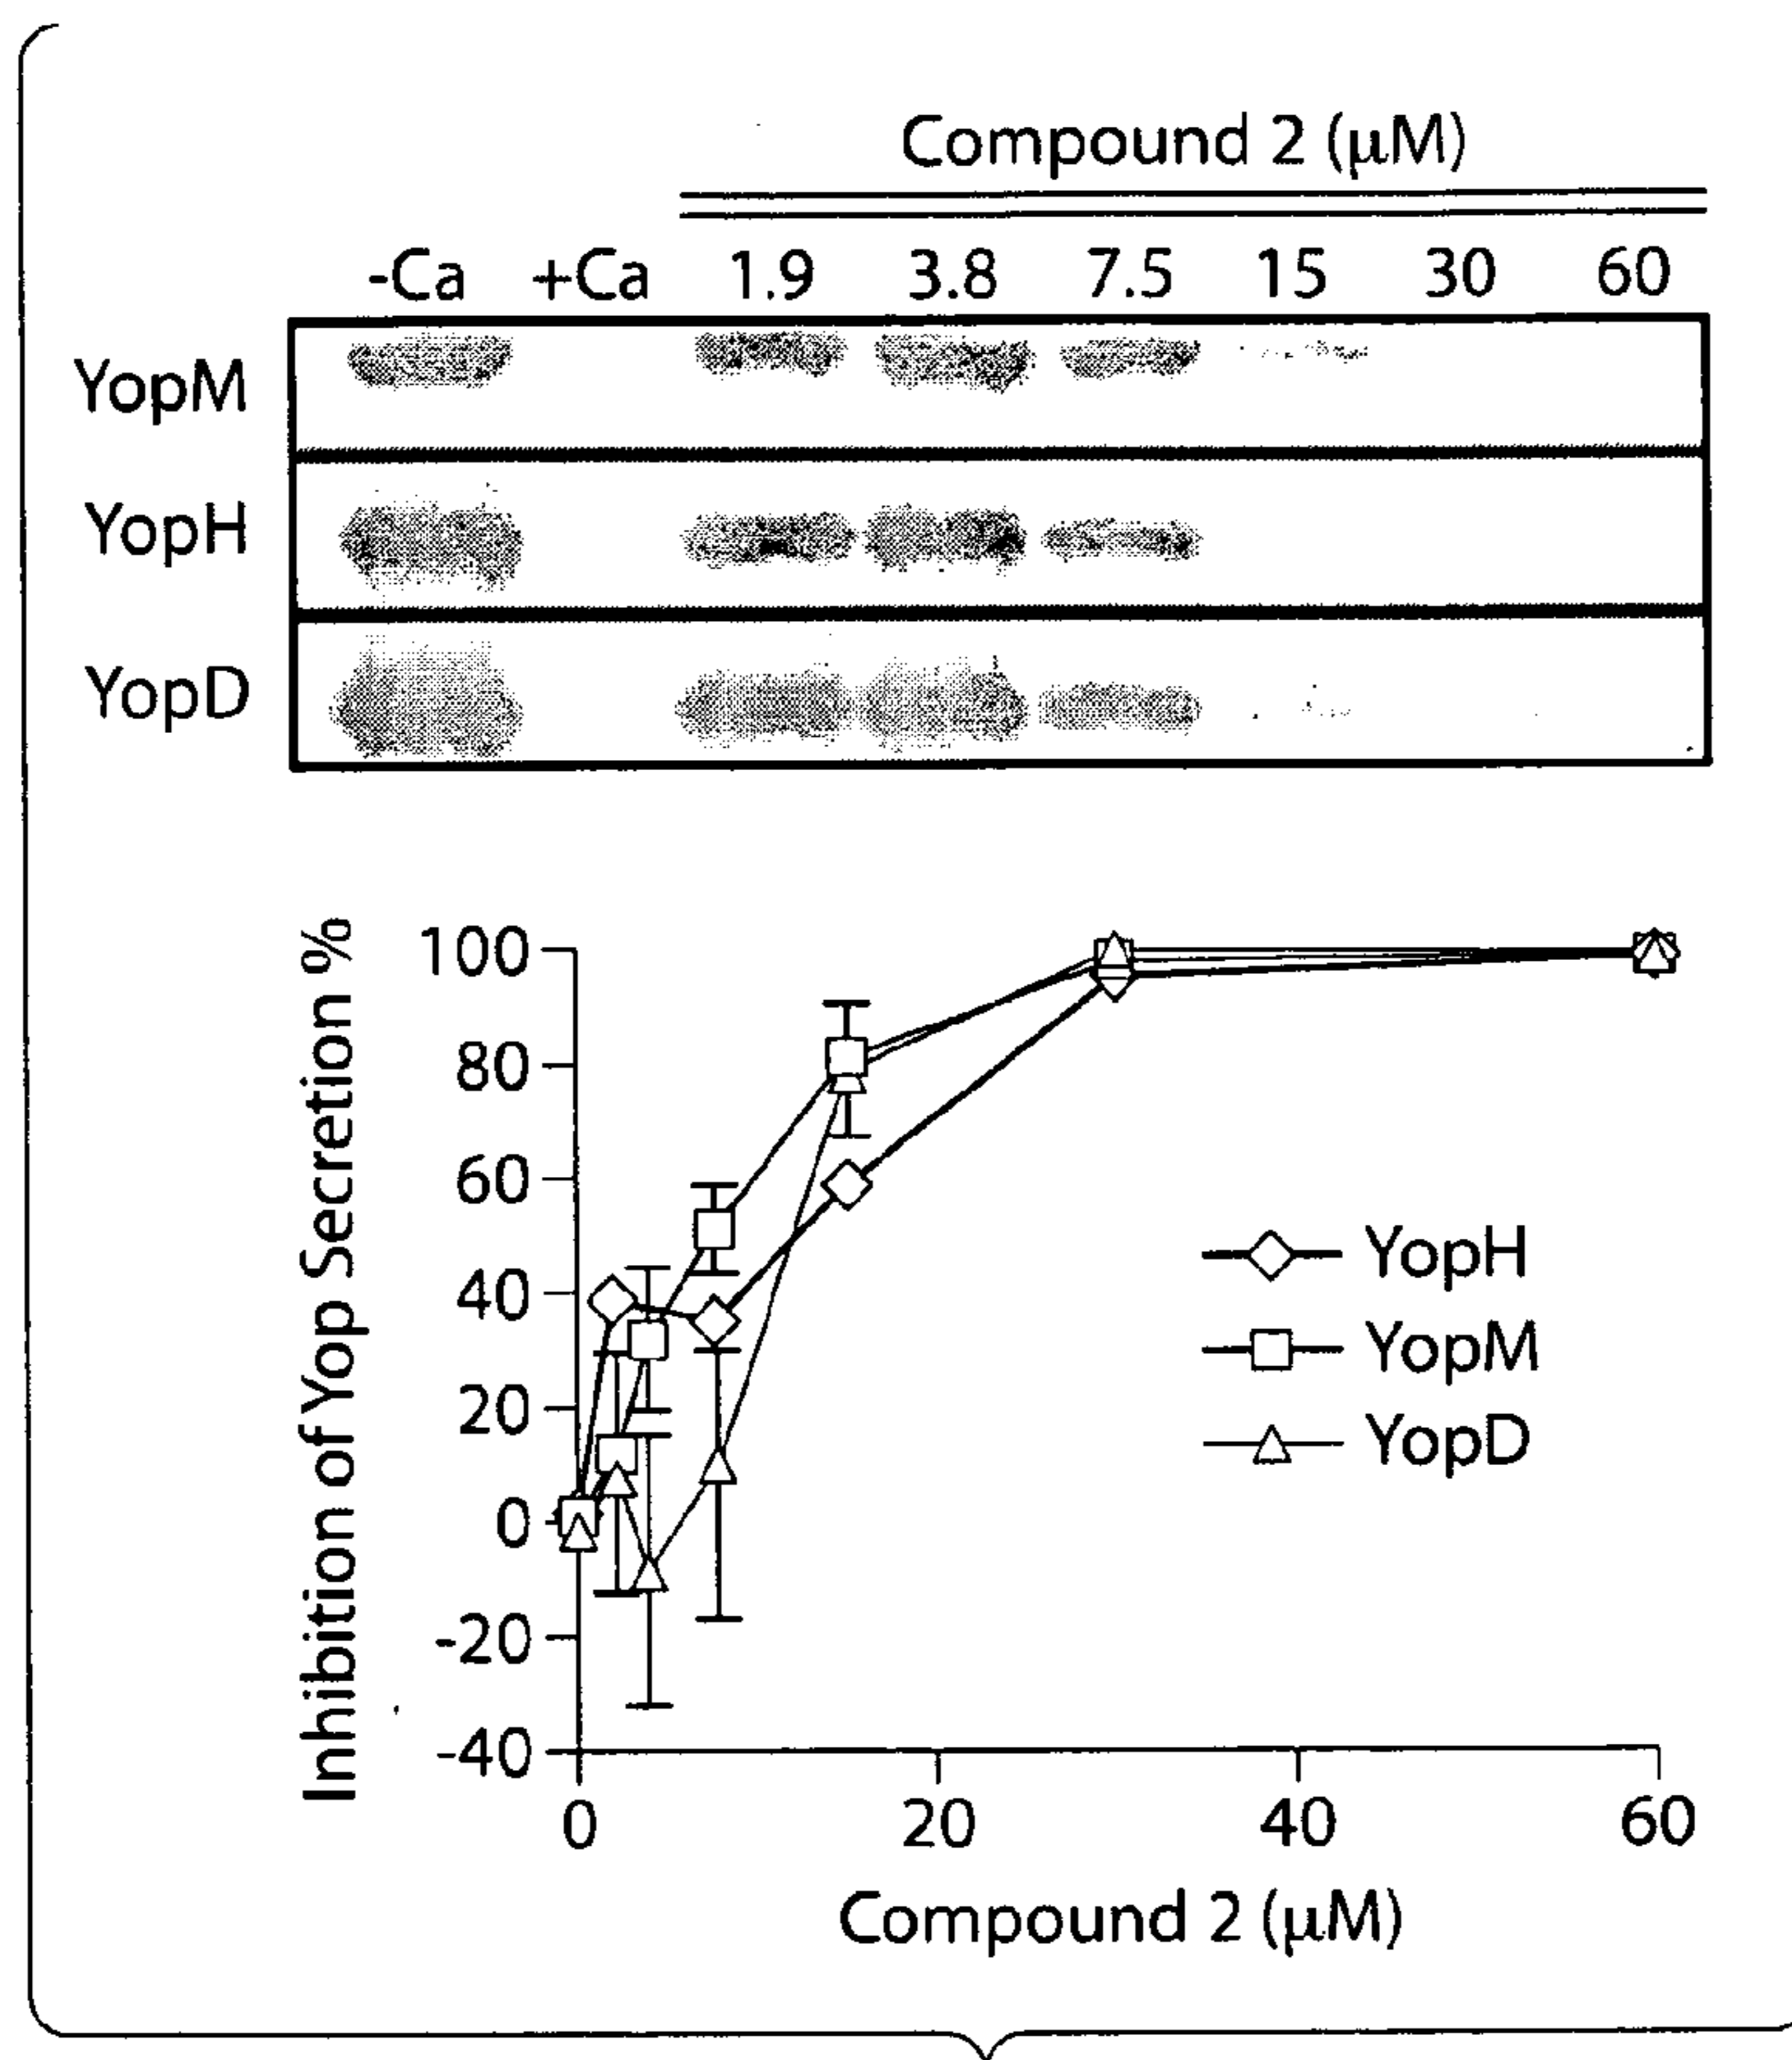 Compound 2 (μM)
-Ca +Ca 1.9 3.8 7.5 15 30 60
YopM
YopH
YopD
Inhibition of Yop Secretion %
100
80
60
40
20
0
-20
-40
YopH
YopM
YopD
0 20 40 60
Compound 2 (μM)